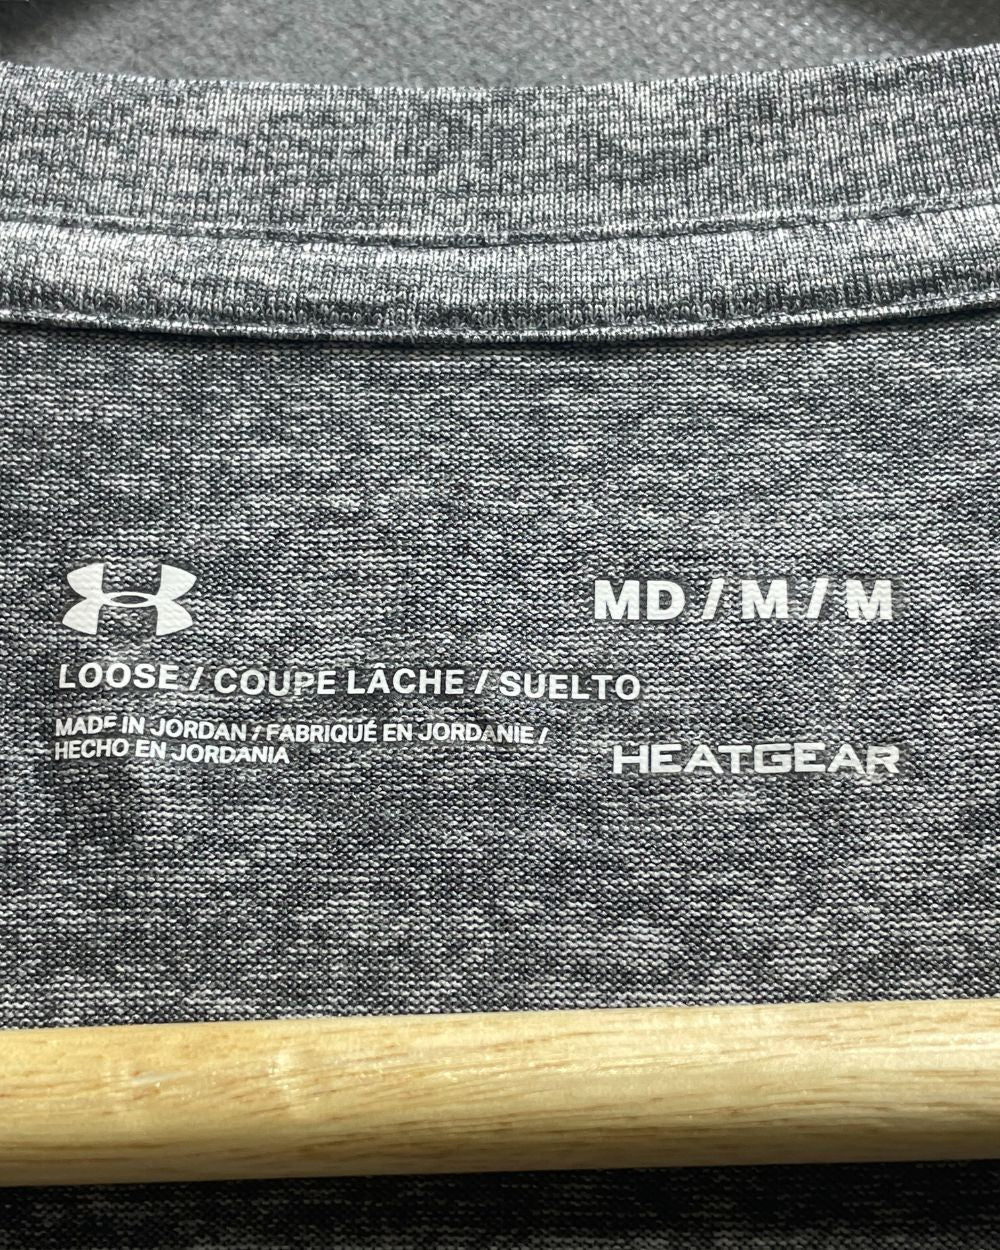 MD / M / M
LOOSE / COUPE LÂCHE / SUELTO
MADE IN JORDAN / FABRIQUÉ EN JORDANIE /
HECHO EN JORDANIA
HEATGEAR